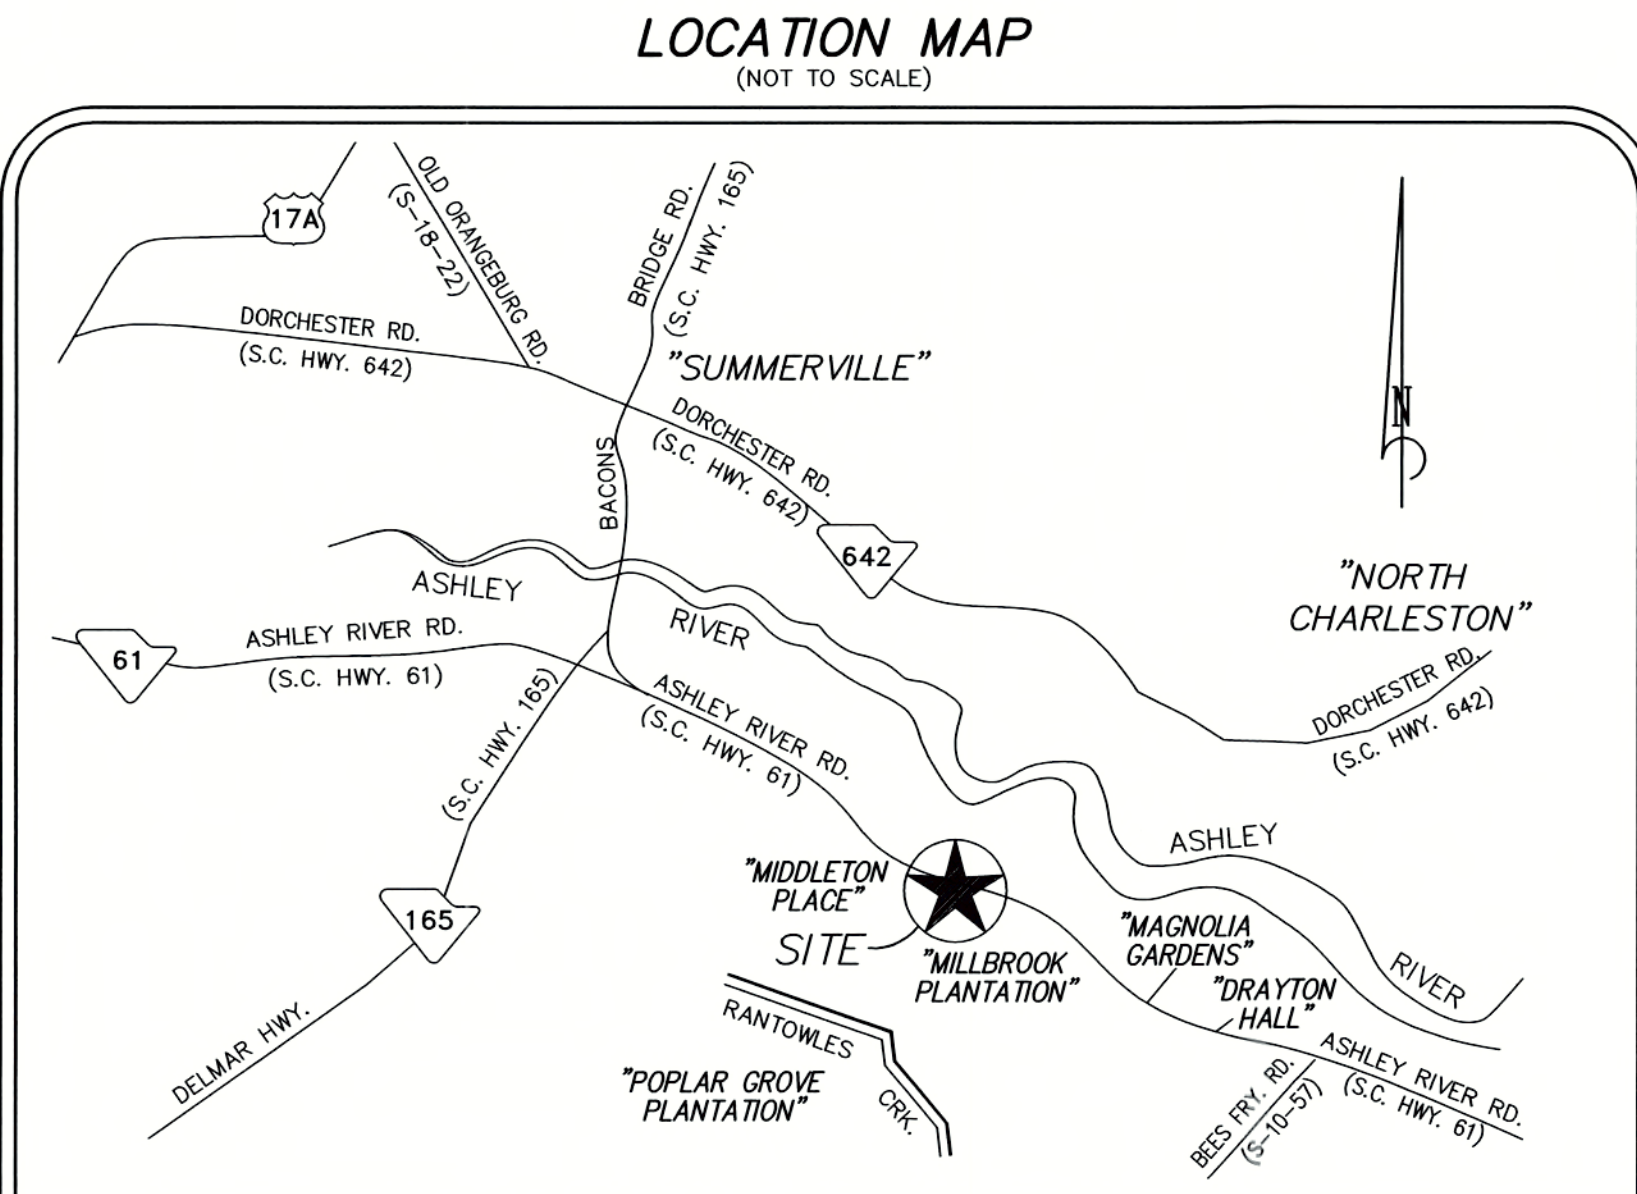 LOCATION MAP
(NOT TO SCALE)
17A
OLD ORANGEBURG RD.
(S-18-22)
BRIDGE RD.
(S.C. HWY. 165)
DORCHESTER RD.
(S.C. HWY. 642)
"SUMMERVILLE"
DORCHESTER RD.
(S.C. HWY. 642)
BACONS
N
642
"NORTH
CHARLESTON"
ASHLEY
RIVER
ASHLEY RIVER RD.
(S.C. HWY. 61)
61
DORCHESTER RD.
(S.C. HWY. 642)
(S.C. HWY. 165)
ASHLEY RIVER RD.
(S.C. HWY. 61)
ASHLEY
RIVER
"MIDDLETON
PLACE"
SITE
165
"MILLBROOK
PLANTATION"
"MAGNOLIA
GARDENS"
"DRAYTON
HALL"
RANTOWLES
CRK.
DELMAR HWY.
"POPLAR GROVE
PLANTATION"
BEES FRY. RD.
(S-10-57)
ASHLEY RIVER RD.
(S.C. HWY. 61)